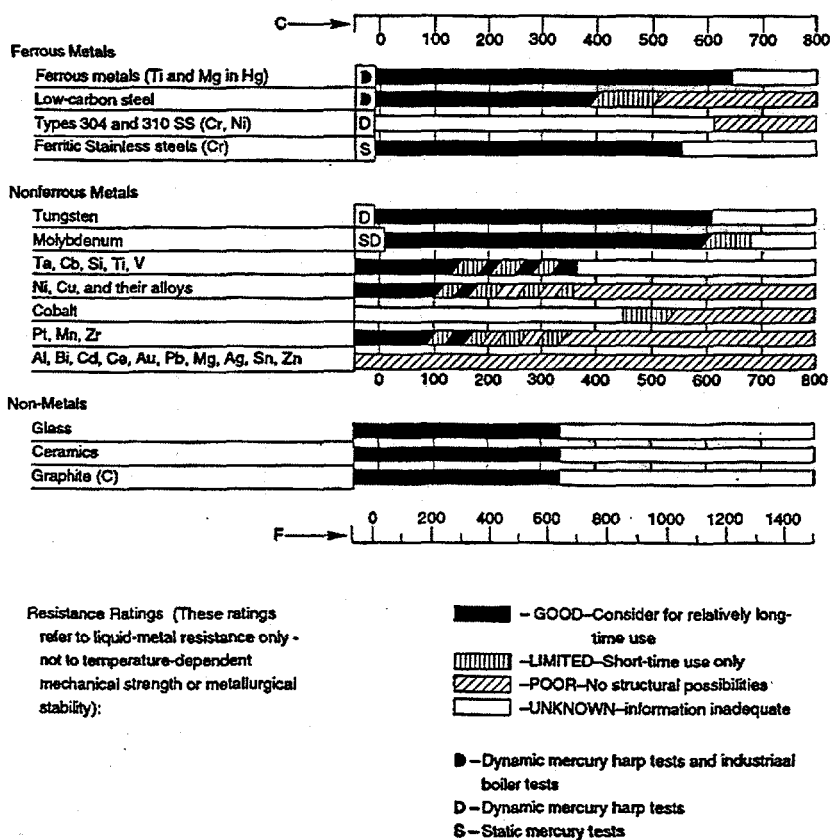 C
0 100 200 300 400 500 600 700 800
Ferrous Metals
Ferrous metals (Ti and Mg in Hg) D
Low-carbon steel D
Types 304 and 310 SS (Cr, Ni) D
Ferritic Stainless steels (Cr) S
Nonferrous Metals
Tungsten D
Molybdenum SD
Ta, Cb, Si, Ti, V
Ni, Cu, and their alloys
Cobalt
Pt, Mn, Zr
Al, Bi, Cd, Ce, Au, Pb, Mg, Ag, Sn, Zn
0 100 200 300 400 500 600 700 800
Non-Metals
Glass
Ceramics
Graphite (C)
F
0 200 400 600 800 1000 1200 1400
Resistance Ratings (These ratings
refer to liquid-metal resistance only -
not to temperature-dependent
mechanical strength or metallurgical
stability):
– GOOD–Consider for relatively long-
time use
–LIMITED–Short-time use only
–POOR–No structural possibilities
–UNKNOWN–information inadequate
D –Dynamic mercury harp tests and industriaal
boiler tests
D –Dynamic mercury harp tests
S –Static mercury tests